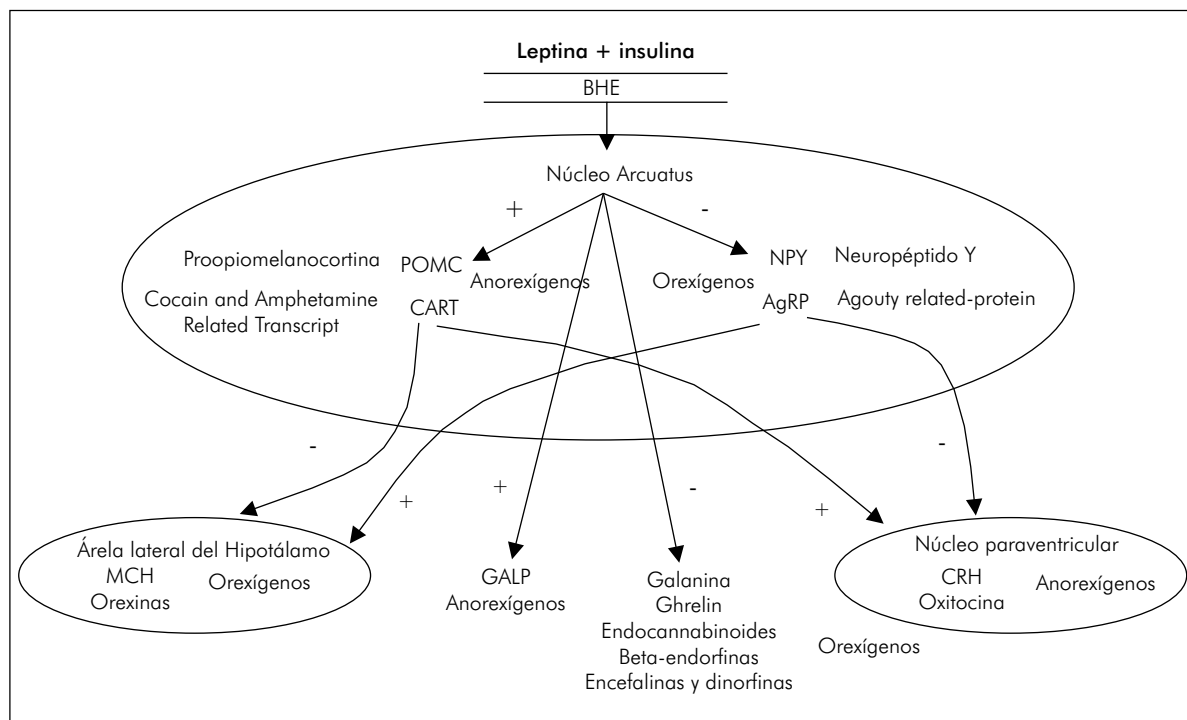 Leptina + insulina
BHE
Núcleo Arcuatus
+
-
Proopiomelanocortina
POMC
Anorexígenos
Orexígenos
NPY
Neuropéptido Y
Cocain and Amphetamine
Related Transcript
CART
AgRP
Agouty related-protein
-
+
+
-
+
-
Árela lateral del Hipotálamo
MCH
Orexinas
Orexígenos
GALP
Anorexígenos
Galanina
Ghrelin
Endocannabinoides
Beta-endorfinas
Encefalinas y dinorfinas
Orexígenos
Núcleo paraventricular
CRH
Oxitocina
Anorexígenos